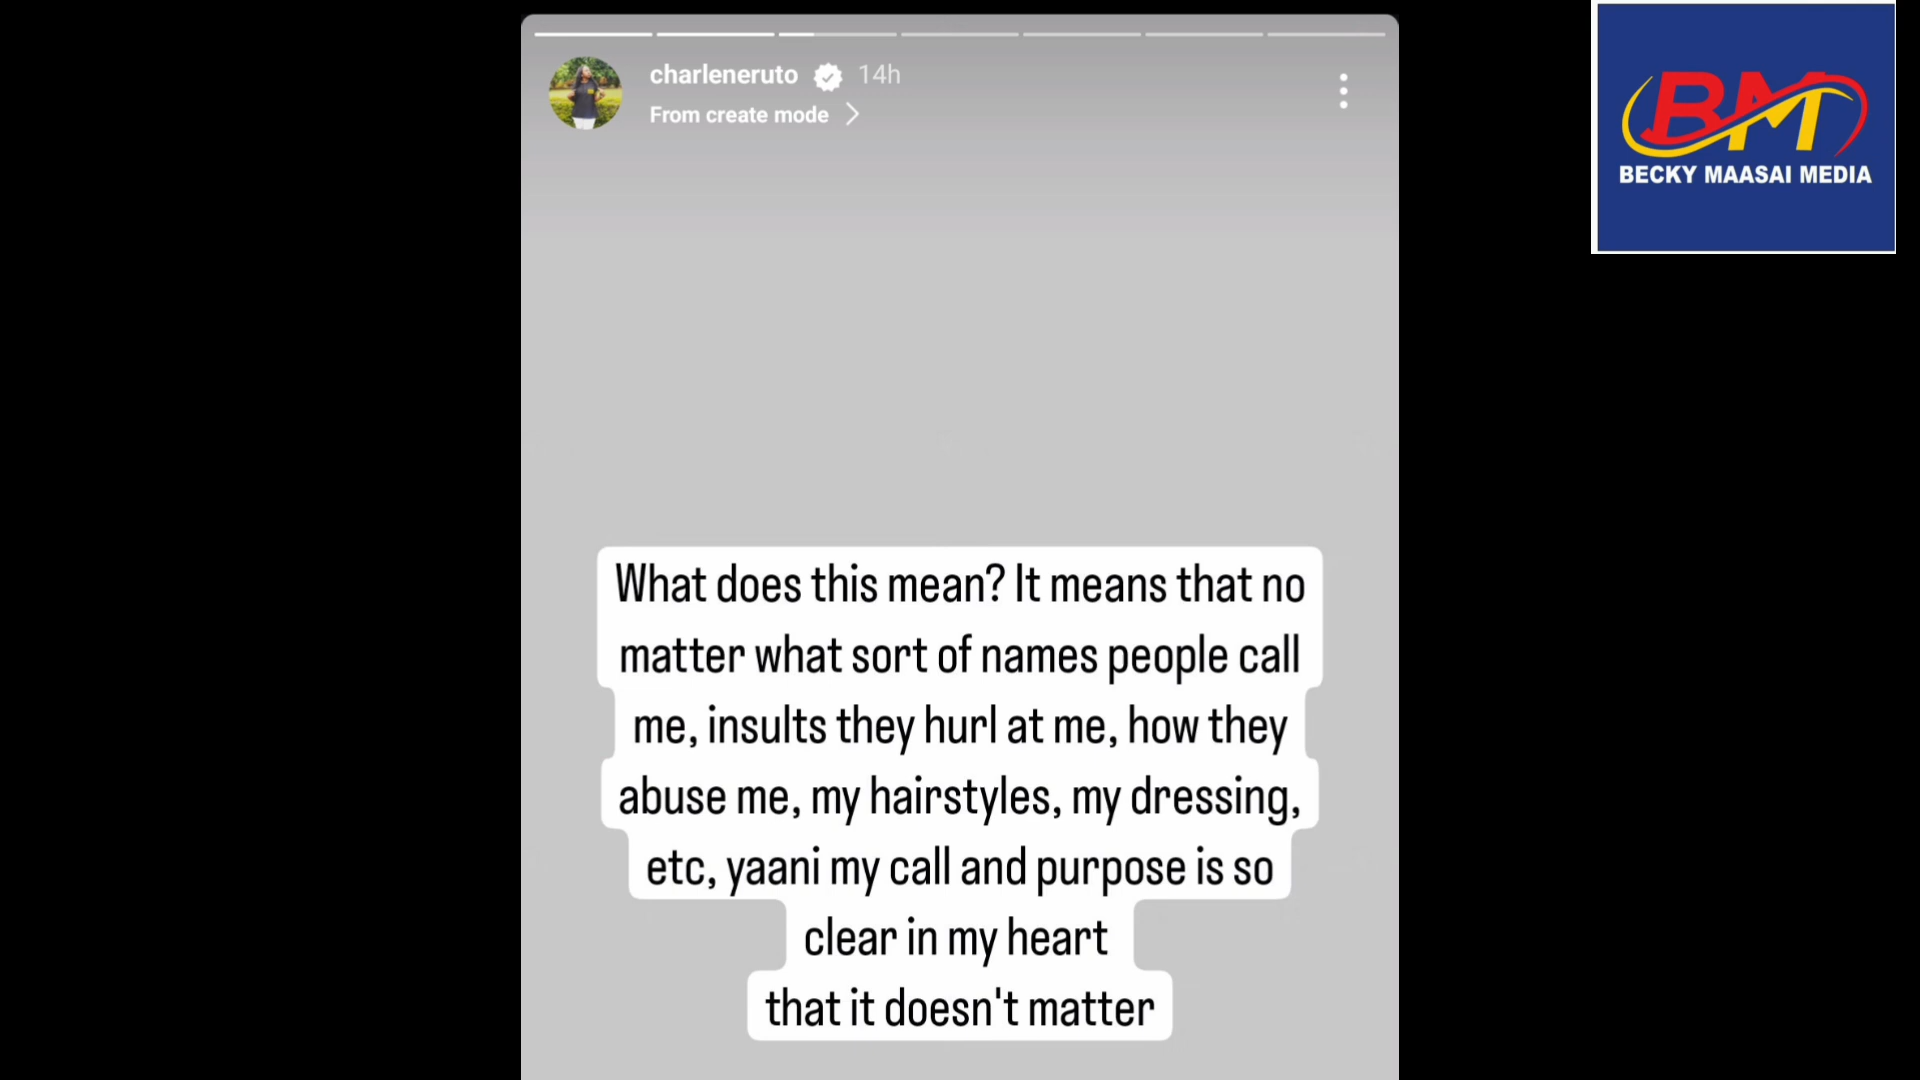 charleneruto 14h
From create mode
BM
BECKY MAASAI MEDIA
What does this mean? It means that no
matter what sort of names people call
me, insults they hurl at me, how they
abuse me, my hairstyles, my dressing,
etc, yaani my call and purpose is so
clear in my heart
that it doesn't matter